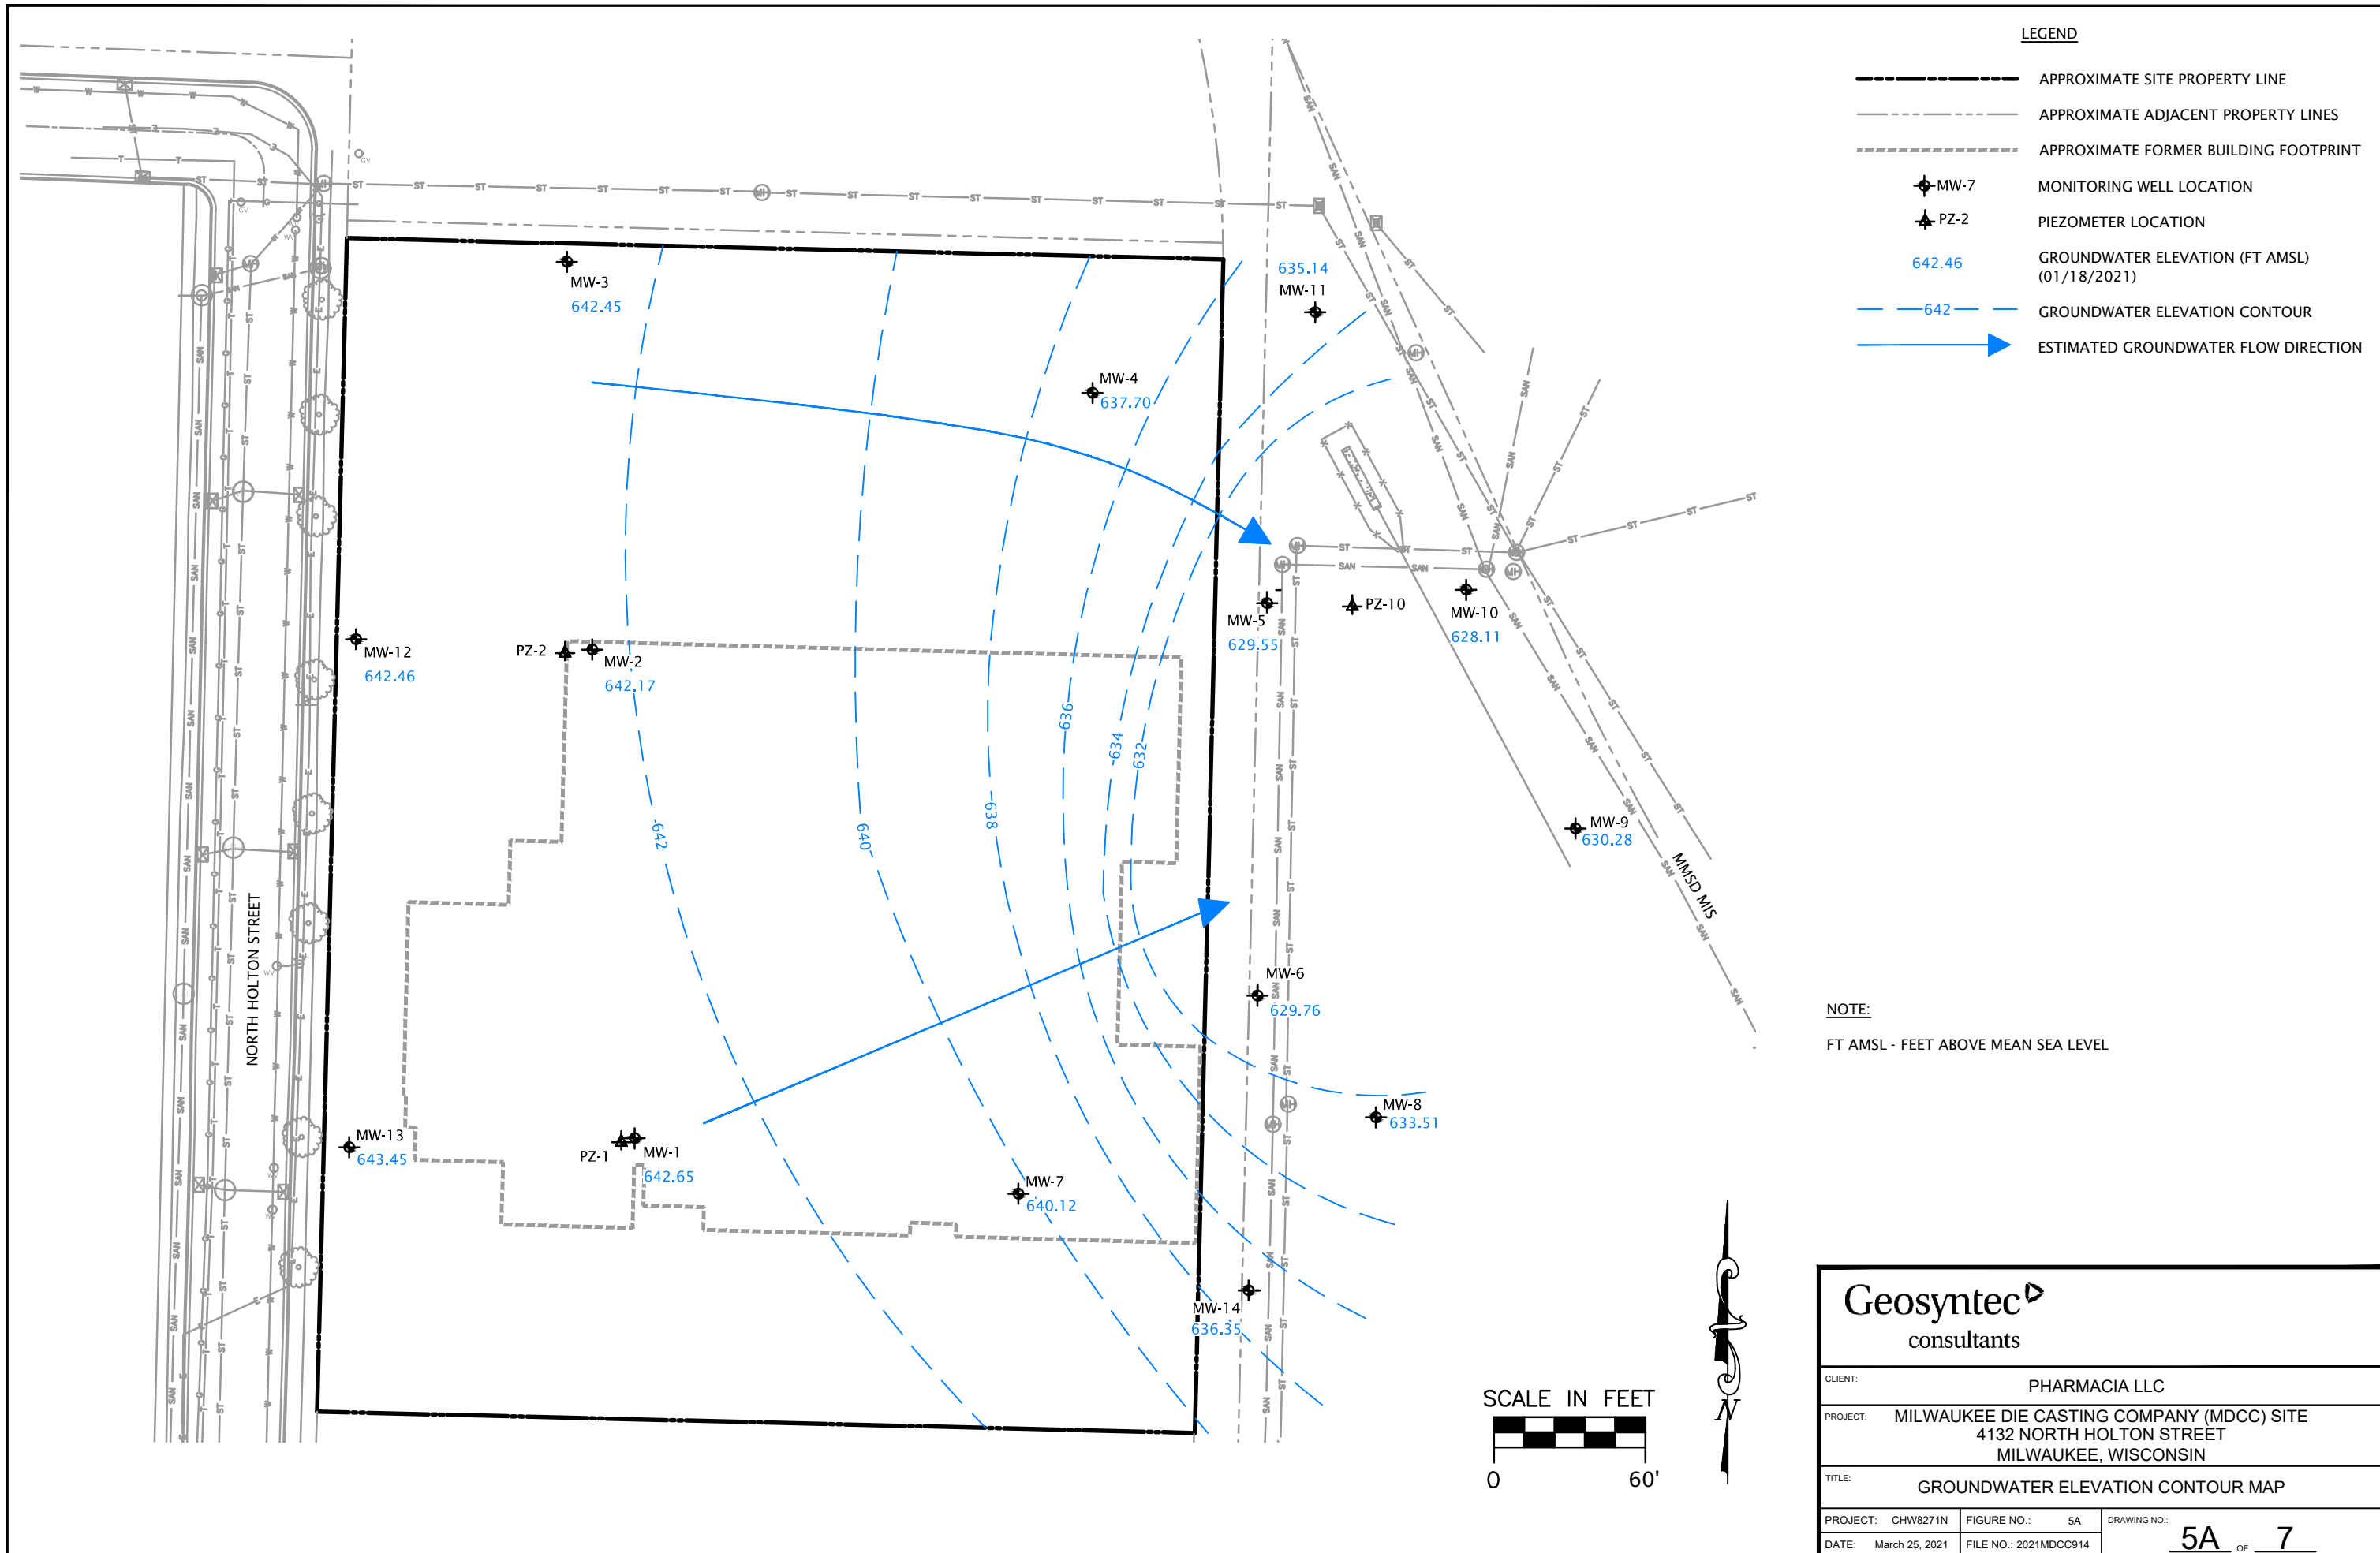 LEGEND
APPROXIMATE SITE PROPERTY LINE
APPROXIMATE ADJACENT PROPERTY LINES
APPROXIMATE FORMER BUILDING FOOTPRINT
MW-7 MONITORING WELL LOCATION
PZ-2 PIEZOMETER LOCATION
642.46 GROUNDWATER ELEVATION (FT AMSL)
(01/18/2021)
642 GROUNDWATER ELEVATION CONTOUR
ESTIMATED GROUNDWATER FLOW DIRECTION
MW-3
642.45
635.14
MW-11
MW-4
637.70
MW-12
642.46
PZ-2
MW-2
642.17
MW-5
629.55
PZ-10
MW-10
628.11
636
634
632
638
640
642
MW-9
630.28
MMSD MIS
NORTH HOLTON STREET
MW-6
629.76
MW-8
633.51
MW-13
643.45
PZ-1
MW-1
642.65
MW-7
640.12
MW-14
636.35
NOTE:
FT AMSL - FEET ABOVE MEAN SEA LEVEL
SCALE IN FEET
0 60'
N
Geosyntec
consultants
CLIENT: PHARMACIA LLC
PROJECT: MILWAUKEE DIE CASTING COMPANY (MDCC) SITE
4132 NORTH HOLTON STREET
MILWAUKEE, WISCONSIN
TITLE: GROUNDWATER ELEVATION CONTOUR MAP
PROJECT: CHW8271N FIGURE NO.: 5A DRAWING NO.:
DATE: March 25, 2021 FILE NO.: 2021MDCC914 5A OF 7